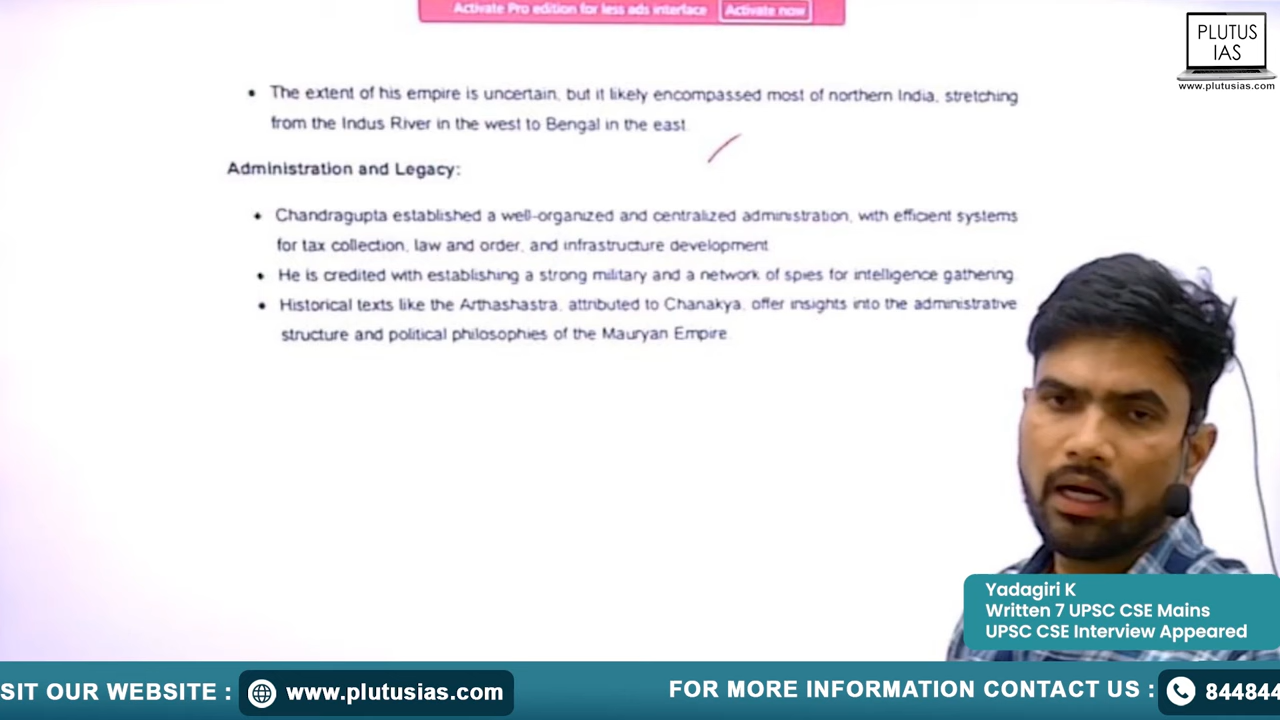 Activate Pro edition for less ads interface Activate now
PLUTUS
IAS
www.plutusias.com
• The extent of his empire is uncertain, but it likely encompassed most of northern India, stretching
from the Indus River in the west to Bengal in the east.
Administration and Legacy:
• Chandragupta established a well-organized and centralized administration, with efficient systems
for tax collection, law and order, and infrastructure development.
• He is credited with establishing a strong military and a network of spies for intelligence gathering.
• Historical texts like the Arthashastra, attributed to Chanakya, offer insights into the administrative
structure and political philosophies of the Mauryan Empire.
Yadagiri K
Written 7 UPSC CSE Mains
UPSC CSE Interview Appeared
SIT OUR WEBSITE : www.plutusias.com FOR MORE INFORMATION CONTACT US : 84844